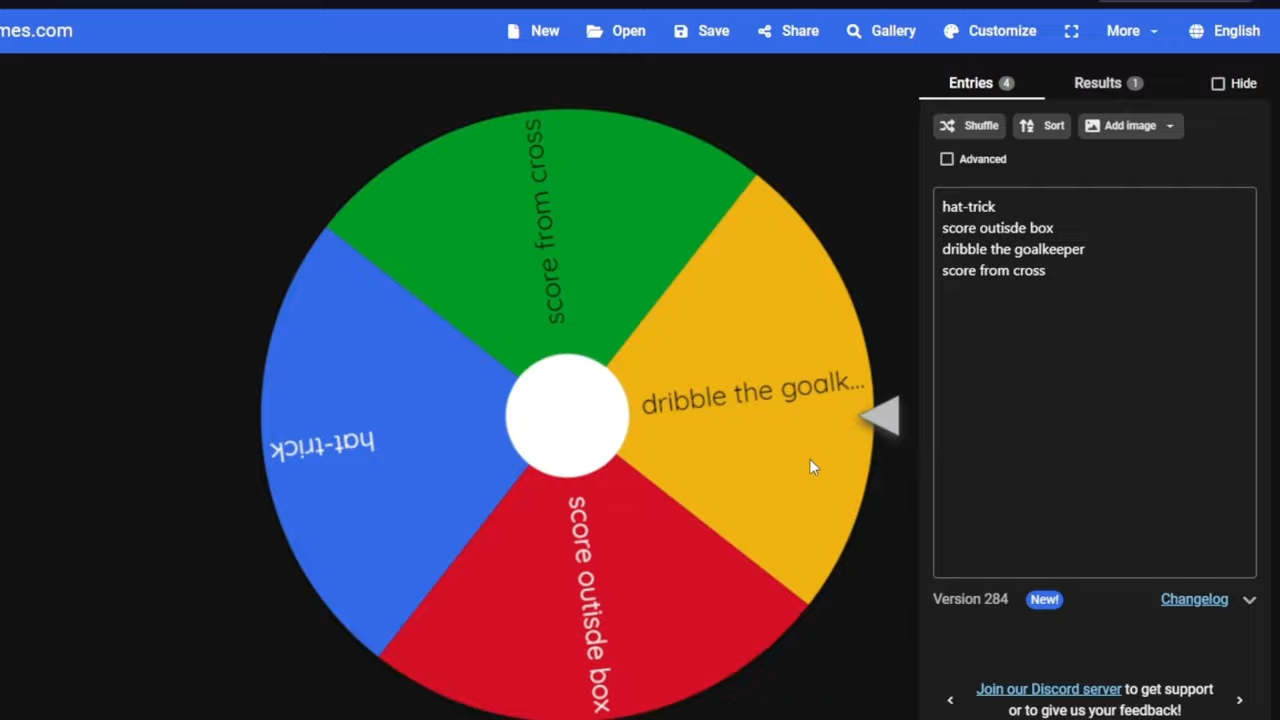 mes.com
New Open Save Share Gallery Customize More English
Entries 4 Results 1 Hide
Shuffle Sort Add image
Advanced
hat-trick
score outisde box
dribble the goalkeeper
score from cross
score from cross
dribble the goalk...
hat-trick
score outisde box
Version 284 New! Changelog
Join our Discord server to get support
or to give us your feedback!